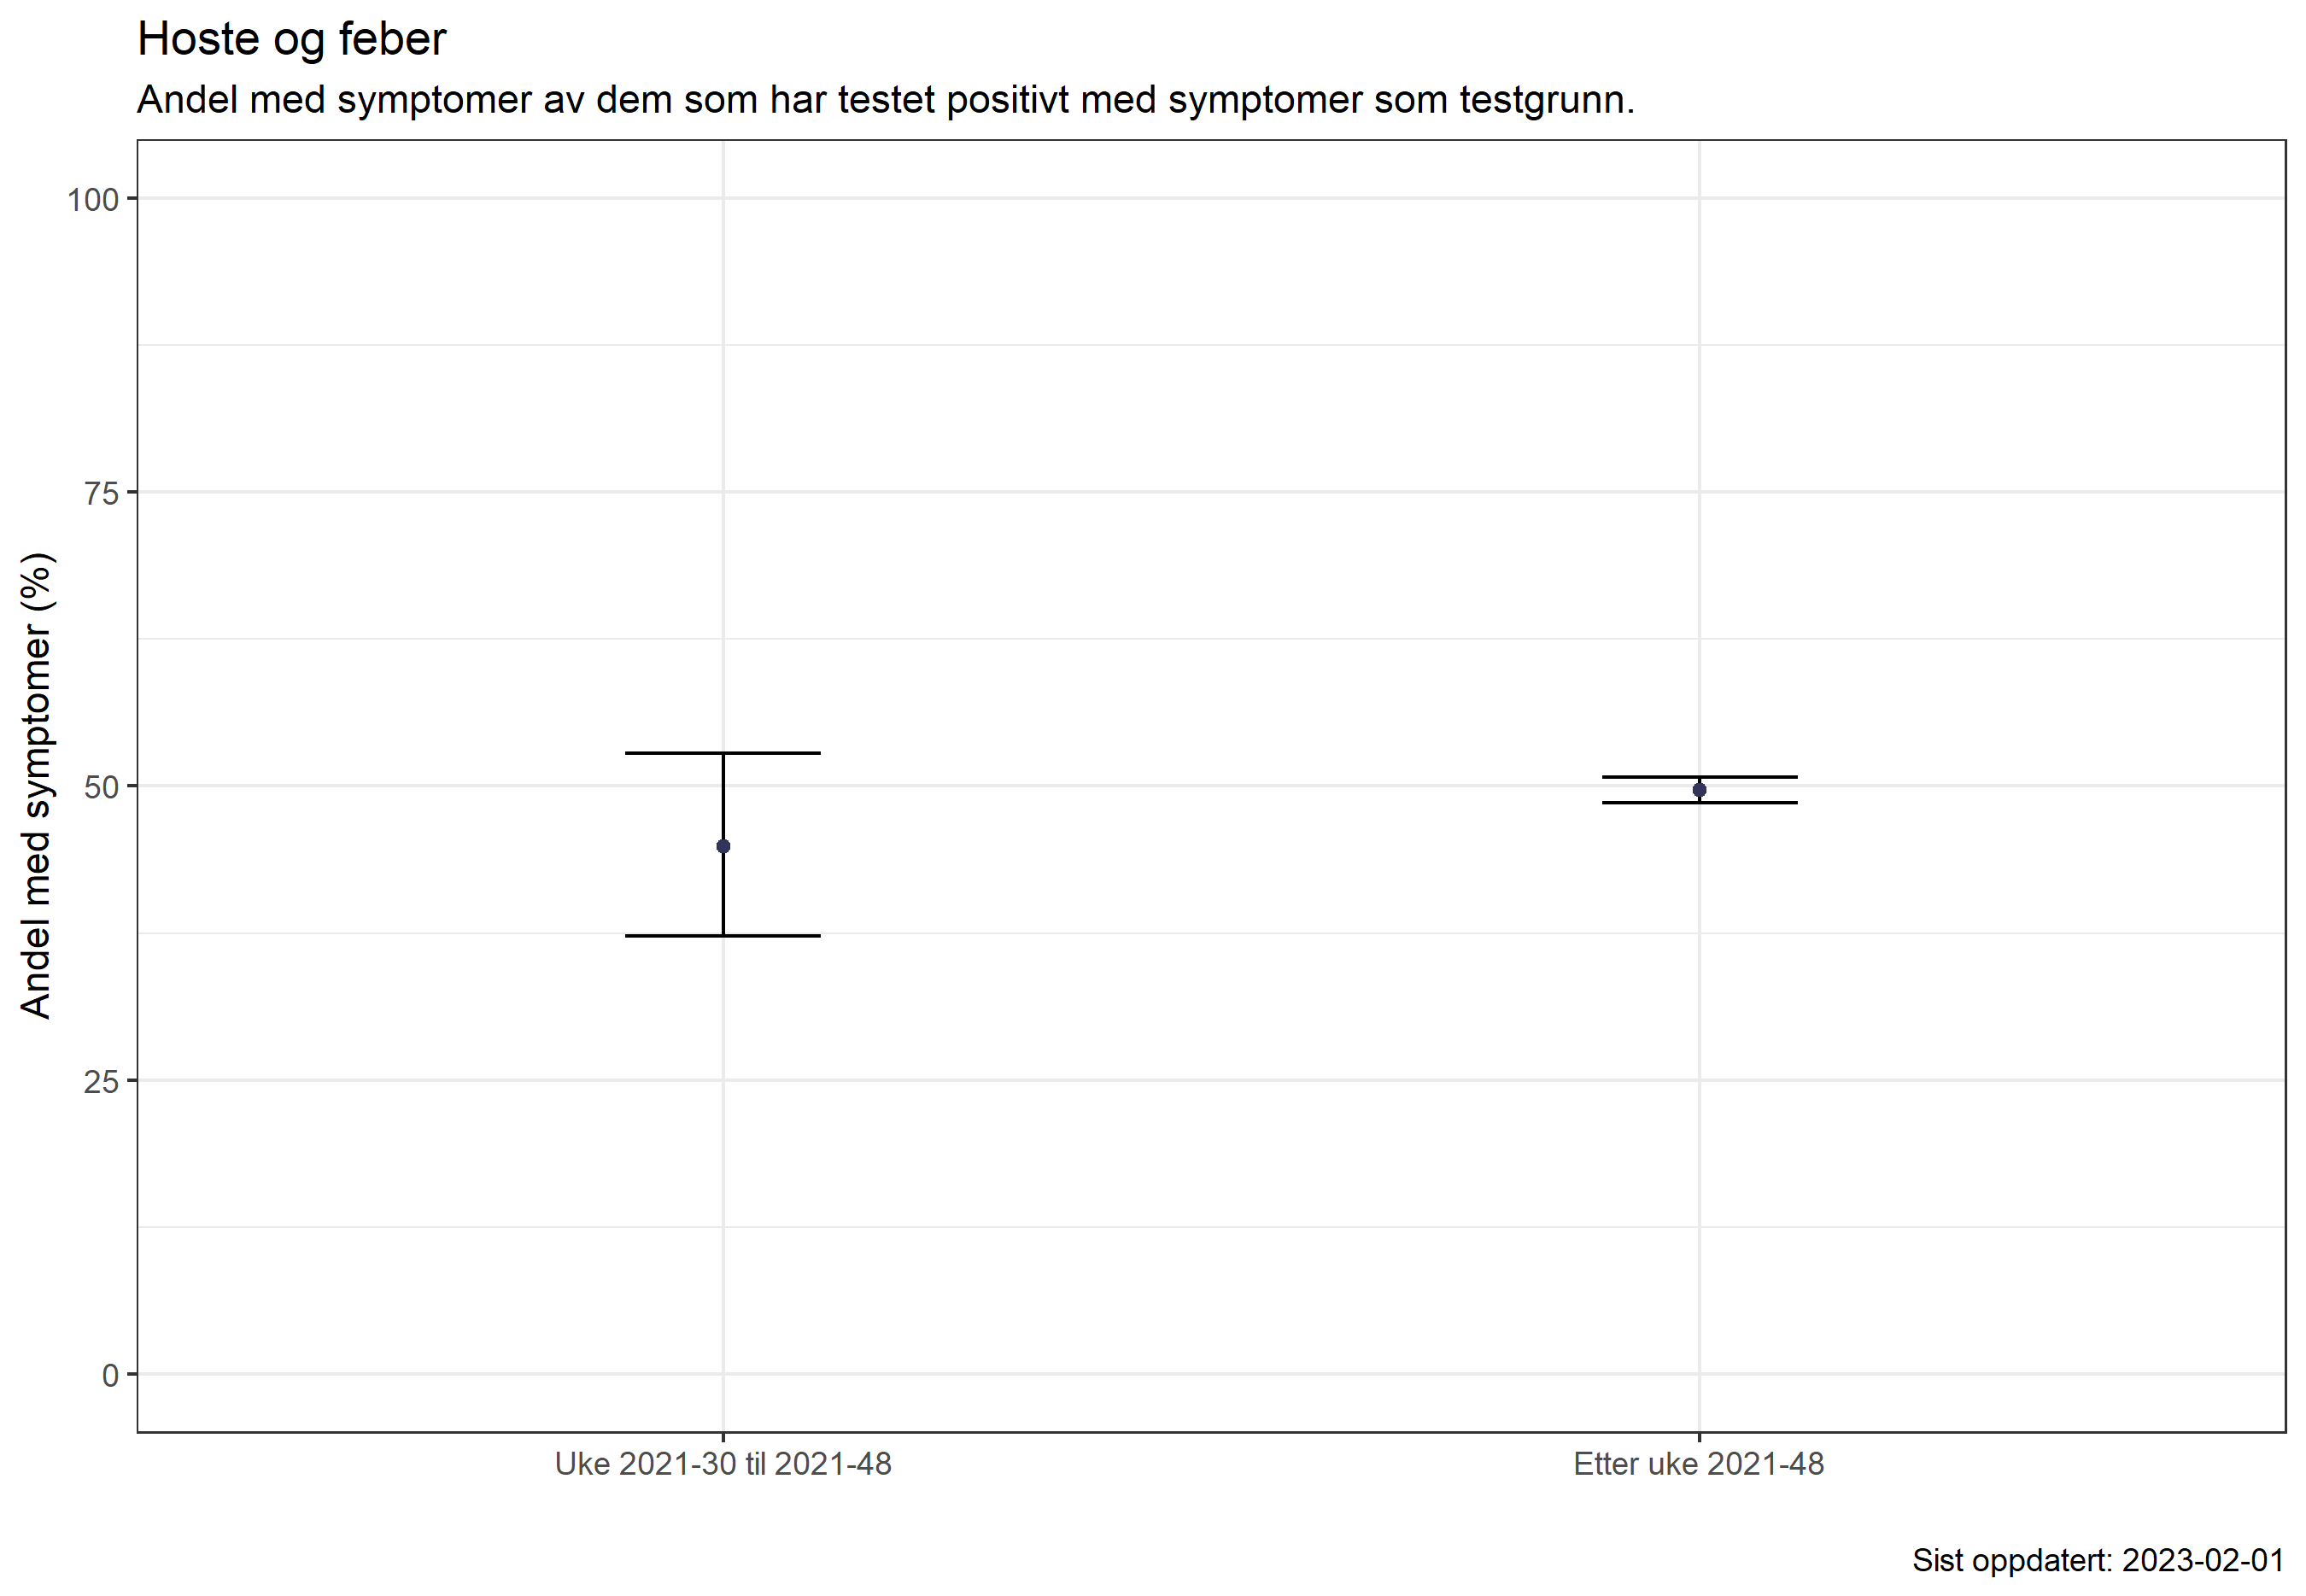 Hoste og feber
Andel med symptomer av dem som har testet positivt med symptomer som testgrunn.
Andel med symptomer (%)
100
75
50
25
0
Uke 2021-30 til 2021-48
Etter uke 2021-48
Sist oppdatert: 2023-02-01